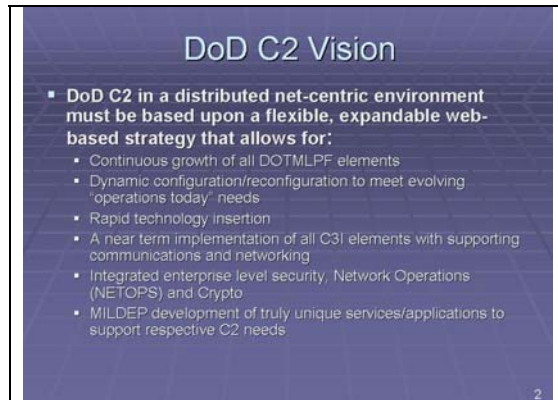 DoD C2 Vision
▪ DoD C2 in a distributed net-centric environment
must be based upon a flexible, expandable web-
based strategy that allows for:
▪ Continuous growth of all DOTMLPF elements
▪ Dynamic configuration/reconfiguration to meet evolving
"operations today" needs
▪ Rapid technology insertion
▪ A near term implementation of all C3I elements with supporting
communications and networking
▪ Integrated enterprise level security, Network Operations
(NETOPS) and Crypto
▪ MILDEP development of truly unique services/applications to
support respective C2 needs
2